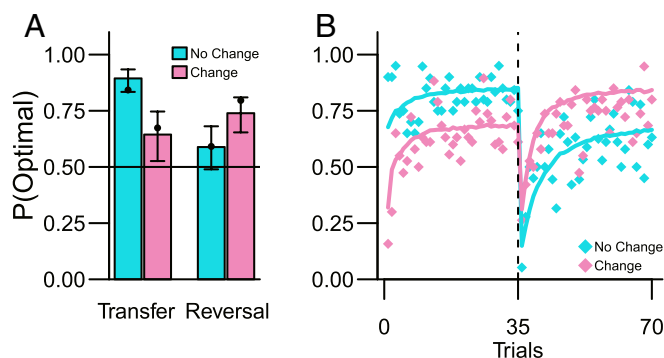 A
B
P(Optimal)
1.00
0.75
0.50
0.25
0.00
No Change
Change
Transfer Reversal
1.00
0.75
0.50
0.25
0.00
No Change
Change
0 35 70
Trials